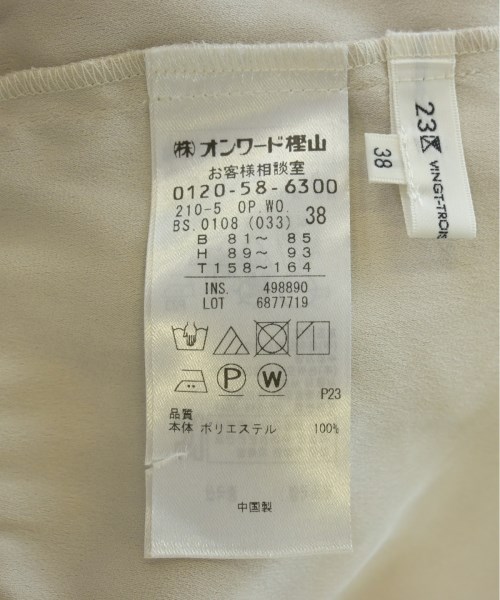 (株)オンワード樫山
お客様相談室
0120-58-6300
210-5 OP.WO.
BS.0108 (033) 38
B 81〜 85
H 89〜 93
T 158〜164
INS. 498890
LOT 6877719
P W
P23
品質
本体 ポリエステル 100%
中国製
23区
VINGT-TROIS
38